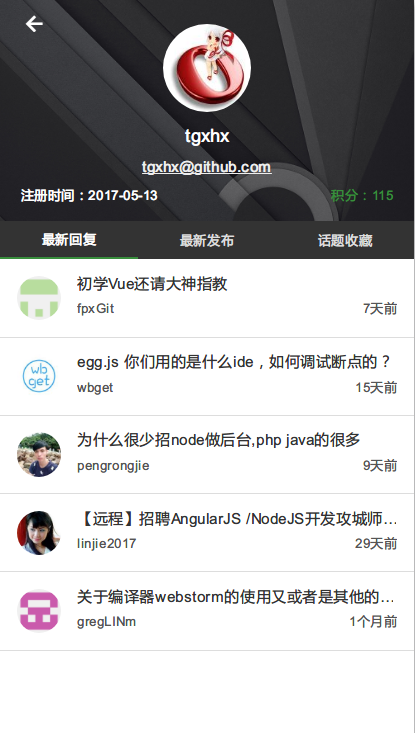 tgxhx
tgxhx@github.com
注册时间：2017-05-13
积分：115
最新回复
最新发布
话题收藏
初学Vue还请大神指教
fpxGit
7天前
egg.js 你们用的是什么ide，如何调试断点的？
wbget
15天前
wb
get
为什么很少招node做后台,php java的很多
pengrongjie
9天前
【远程】招聘AngularJS /NodeJS开发攻城师…
linjie2017
29天前
关于编译器webstorm的使用又或者是其他的…
gregLINm
1个月前